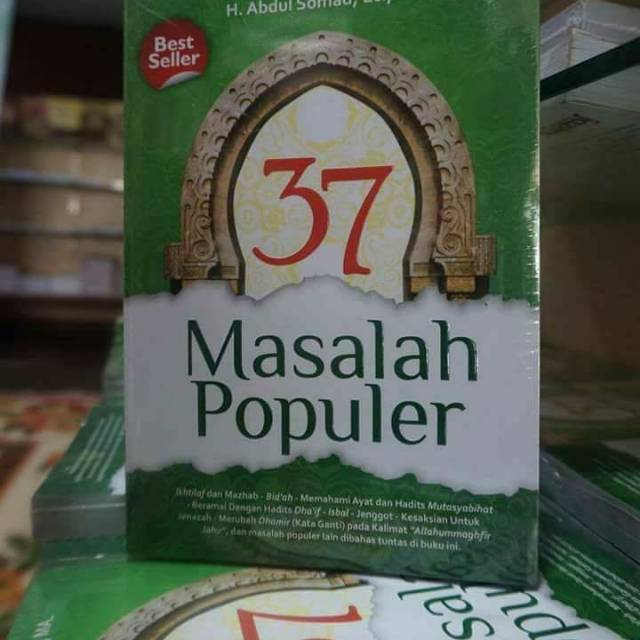 H. Abdul Somad,
Best
Seller
37
Masalah
Populer
Ikhtilaf dan Mazhab - Bid'ah - Memahami Ayat dan Hadits Mutasyabihat
- Beramal Dengan Hadits Dha'if - Isbal - Jenggot - Kesaksian Untuk
Jenazah - Merubah Dhamir (Kata Ganti) pada Kalimat "Allahummaghfir
lahu", dan masalah populer lain dibahas tuntas di buku ini.
37